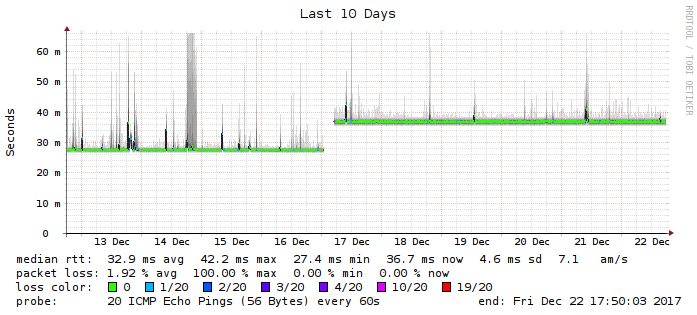 Last 10 Days
RRDTOOL / TOBI OETIKER
Seconds
60 m
50 m
40 m
30 m
20 m
10 m
0
13 Dec 14 Dec 15 Dec 16 Dec 17 Dec 18 Dec 19 Dec 20 Dec 21 Dec 22 Dec
median rtt: 32.9 ms avg 42.2 ms max 27.4 ms min 36.7 ms now 4.6 ms sd 7.1 am/s
packet loss: 1.92 % avg 100.00 % max 0.00 % min 0.00 % now
loss color: 0 1/20 2/20 3/20 4/20 10/20 19/20
probe: 20 ICMP Echo Pings (56 Bytes) every 60s end: Fri Dec 22 17:50:03 2017